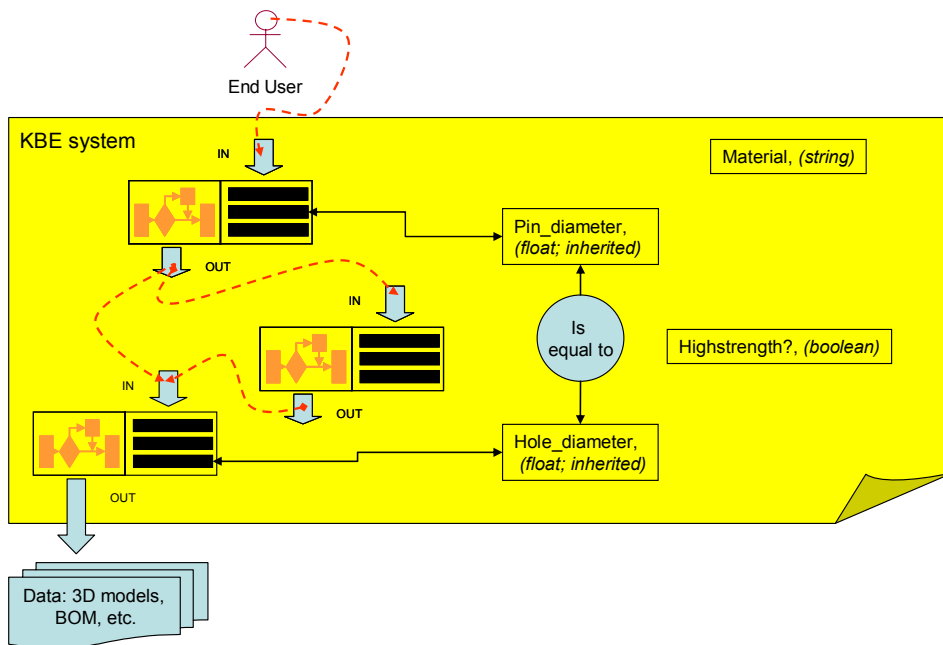 End User
KBE system
IN
Material, (string)
Pin_diameter,
(float; inherited)
OUT
IN
Is
equal to
Highstrength?, (boolean)
IN
OUT
Hole_diameter,
(float; inherited)
OUT
Data: 3D models,
BOM, etc.